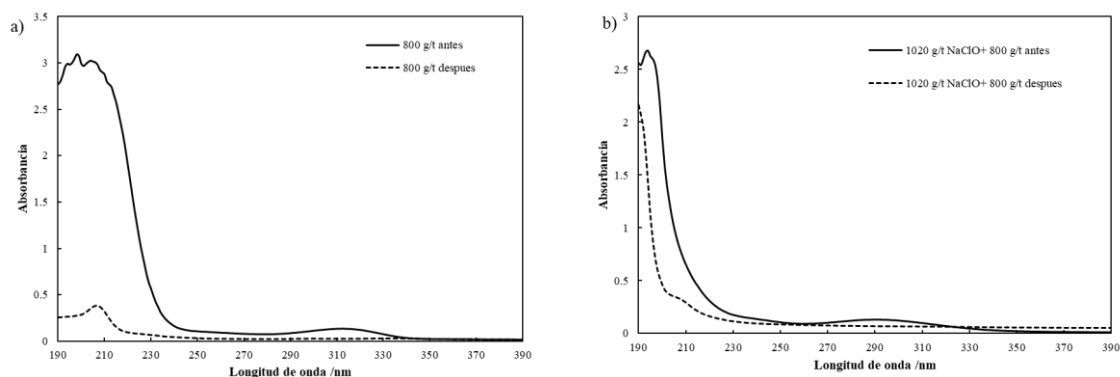 a)
Absorbancia
3.5
3
2.5
2
1.5
1
0.5
0
800 g/t antes
800 g/t despues
190 210 230 250 270 290 310 330 350 370 390
Longitud de onda /nm
b)
Absorbancia
3
2.5
2
1.5
1
0.5
0
1020 g/t NaClO+ 800 g/t antes
1020 g/t NaClO+ 800 g/t despues
190 210 230 250 270 290 310 330 350 370 390
Longitud de onda /nm